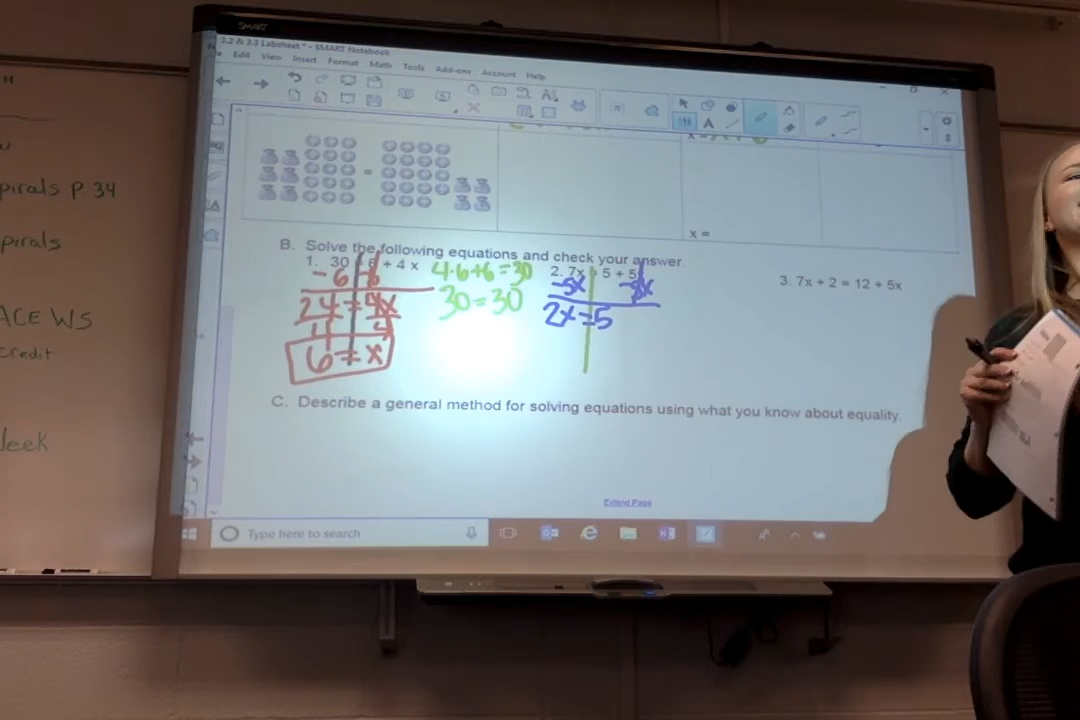 SMART
3.2 & 3.3 Labsheet * - SMART Notebook
Edit View Insert Format Math Tools Add-ons Account Help
=
x =
B. Solve the following equations and check your answer.
1. 30 = 6 + 4 x
-6 -6
24 = 4x
4 4
6 = x
4·6+6=30
30=30
2. 7x = 5 + 5x
-5x -5x
2x=5
3. 7x + 2 = 12 + 5x
C. Describe a general method for solving equations using what you know about equality.
Extend Page
Type here to search
pirals P. 34
pirals
ACE WS
credit